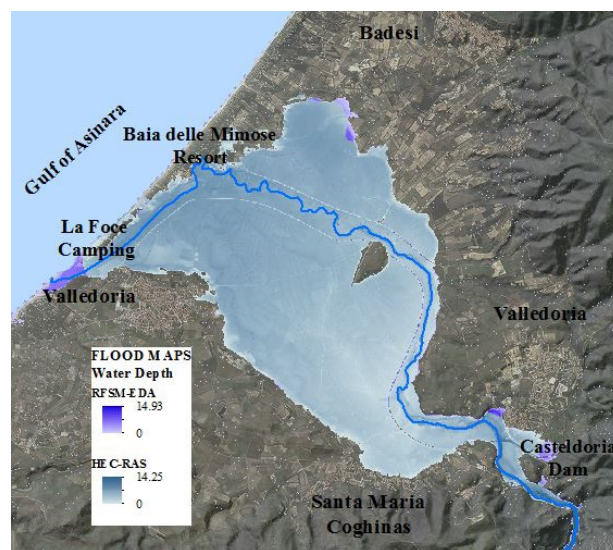 Badesi
Gulf of Asinara
Baia delle Mimose
Resort
La Foce
Camping
Valledoria
Valledoria
FLOOD MAPS
Water Depth
RFSM-EDA
14.93
0
HEC-RAS
14.25
0
Casteldoria
Dam
Santa Maria
Coghinas